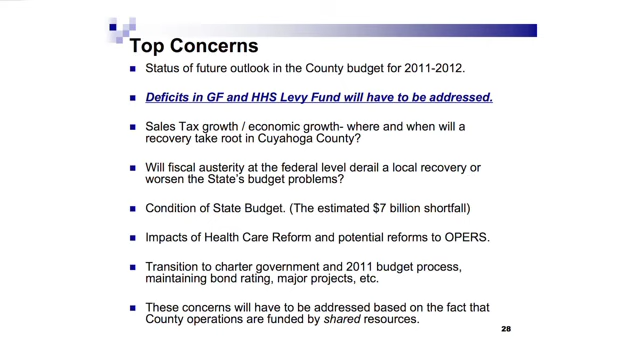 Top Concerns
Status of future outlook in the County budget for 2011-2012.
Deficits in GF and HHS Levy Fund will have to be addressed.
Sales Tax growth / economic growth- where and when will a
recovery take root in Cuyahoga County?
Will fiscal austerity at the federal level derail a local recovery or
worsen the State's budget problems?
Condition of State Budget. (The estimated $7 billion shortfall)
Impacts of Health Care Reform and potential reforms to OPERS.
Transition to charter government and 2011 budget process,
maintaining bond rating, major projects, etc.
These concerns will have to be addressed based on the fact that
County operations are funded by shared resources.
28